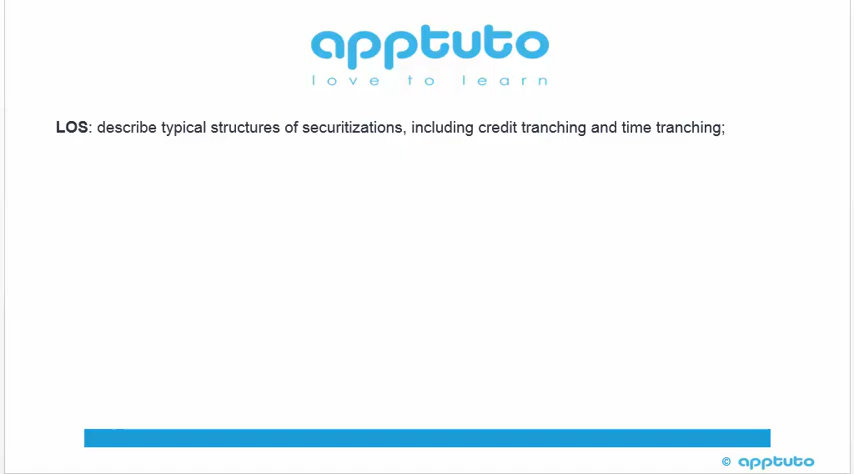 apptuto
love to learn
LOS: describe typical structures of securitizations, including credit tranching and time tranching;
© apptuto